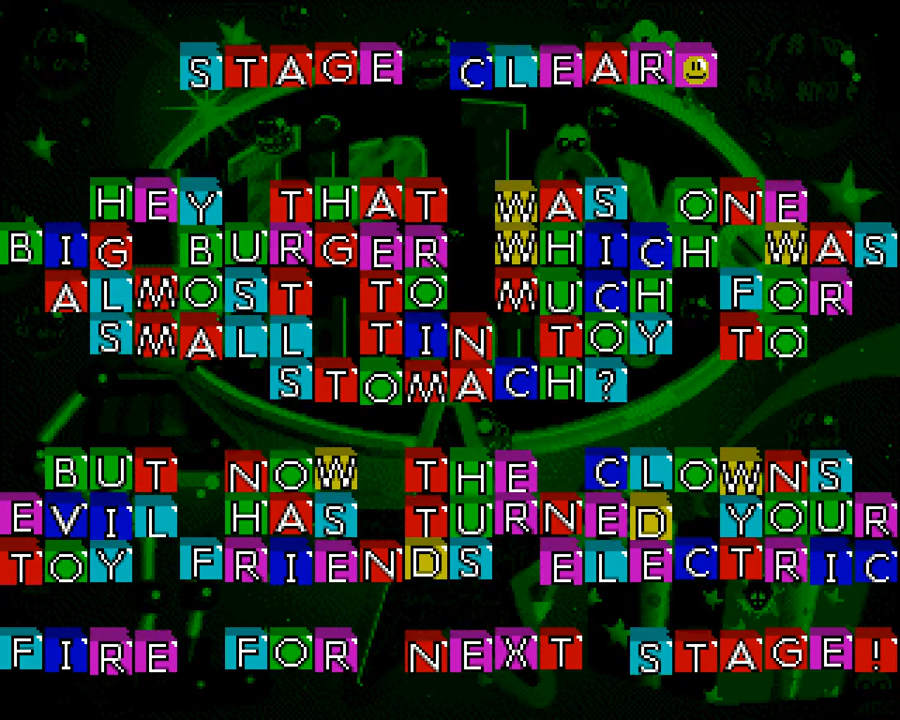 STAGE CLEAR
HEY THAT WAS ONE
BIG BURGER WHICH WAS
ALMOST TO MUCH FOR
SMALL TIN TOY TO
STOMACH?
BUT NOW THE CLOWNS
EVIL HAS TURNED YOUR
TOY FRIENDS ELECTRIC
FIRE FOR NEXT STAGE!